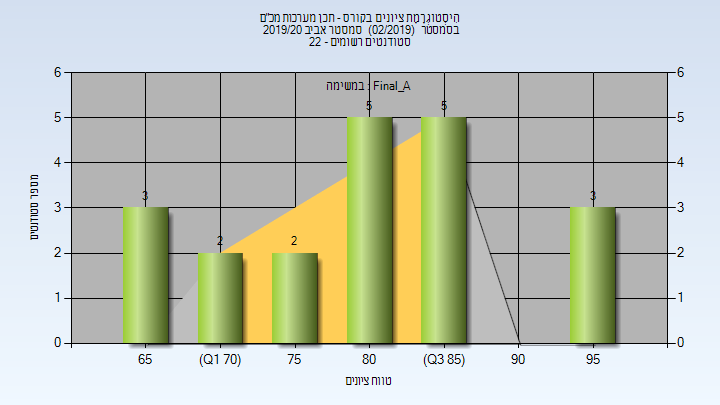 היסטוגרמת ציונים בקורס - תכן מערכות מכ"ם
בסמסטר (02/2019) סמסטר אביב 2019/20
סטודנטים רשומים - 22
במשימה : Final_A
6 6
5 5 5 5
4 4
3 3 3 3
2 2 2 2
1 1
0 0
65 (Q1 70) 75 80 (Q3 85) 90 95
מספר סטודנטים
טווח ציונים